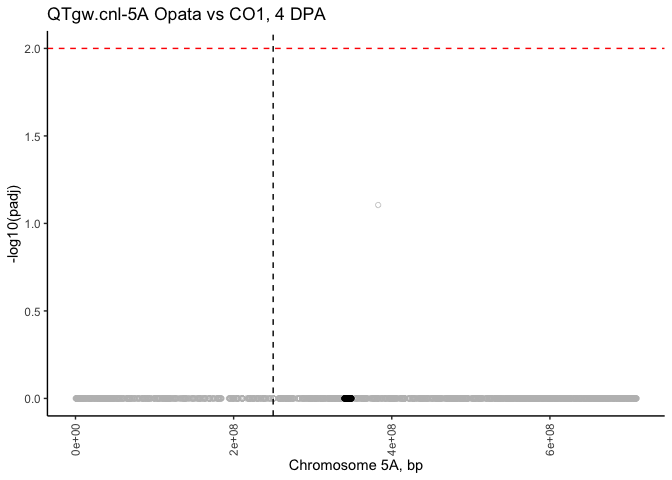 QTgw.cnl-5A Opata vs CO1, 4 DPA
-log10(padj)
2.0
1.5
1.0
0.5
0.0
0e+00
2e+08
4e+08
6e+08
Chromosome 5A, bp